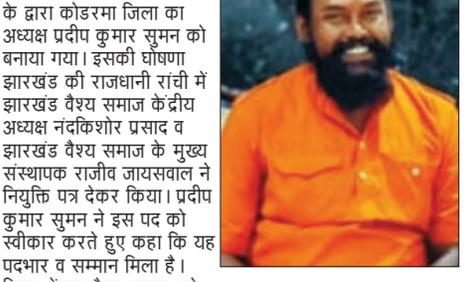 के द्वारा कोडरमा जिला का
अध्यक्ष प्रदीप कुमार सुमन को
बनाया गया। इसकी घोषणा
झारखंड की राजधानी रांची में
झारखंड वैश्य समाज केंद्रीय
अध्यक्ष नंदकिशोर प्रसाद व
झारखंड वैश्य समाज के मुख्य
संस्थापक राजीव जायसवाल ने
नियुक्ति पत्र देकर किया। प्रदीप
कुमार सुमन ने इस पद को
स्वीकार करते हुए कहा कि यह
पदभार व सम्मान मिला है।